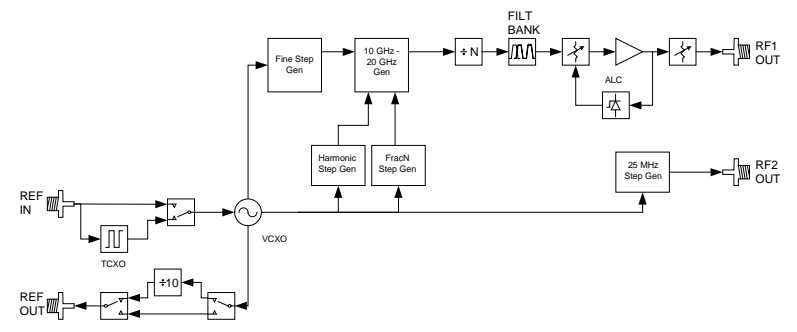 FILT
BANK
Fine Step
Gen
10 GHz -
20 GHz
Gen
÷ N
RF1
OUT
ALC
Harmonic
Step Gen
FracN
Step Gen
25 MHz
Step Gen
RF2
OUT
REF
IN
TCXO
VCXO
÷10
REF
OUT